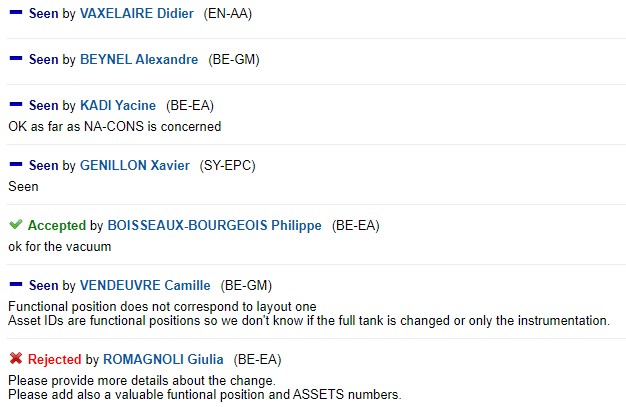 Seen by VAXELAIRE Didier (EN-AA)
Seen by BEYNEL Alexandre (BE-GM)
Seen by KADI Yacine (BE-EA)
OK as far as NA-CONS is concerned
Seen by GENILLON Xavier (SY-EPC)
Seen
Accepted by BOISSEAUX-BOURGEOIS Philippe (BE-EA)
ok for the vacuum
Seen by VENDEUVRE Camille (BE-GM)
Functional position does not correspond to layout one
Asset IDs are functional positions so we don't know if the full tank is changed or only the instrumentation.
Rejected by ROMAGNOLI Giulia (BE-EA)
Please provide more details about the change.
Please add also a valuable funtional position and ASSETS numbers.